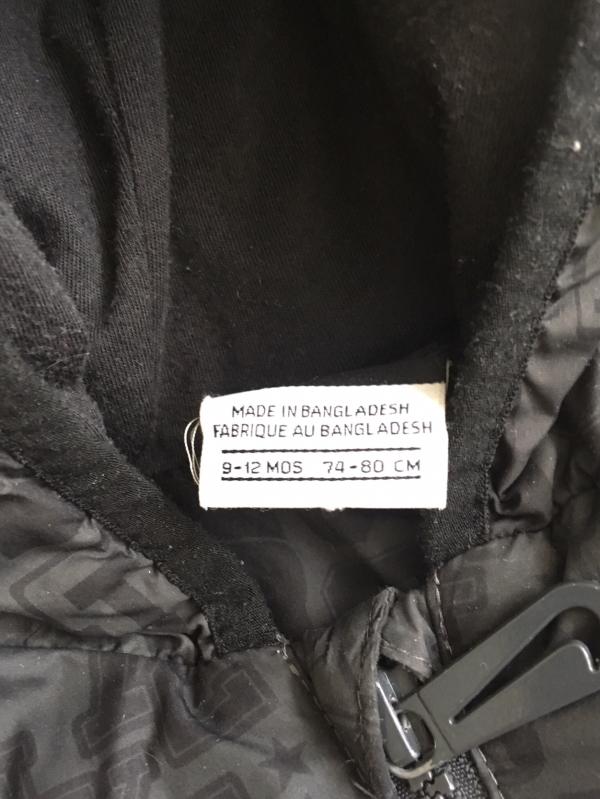 MADE IN BANGLADESH
FABRIQUE AU BANGLADESH
9-12 MOS 74-80 CM